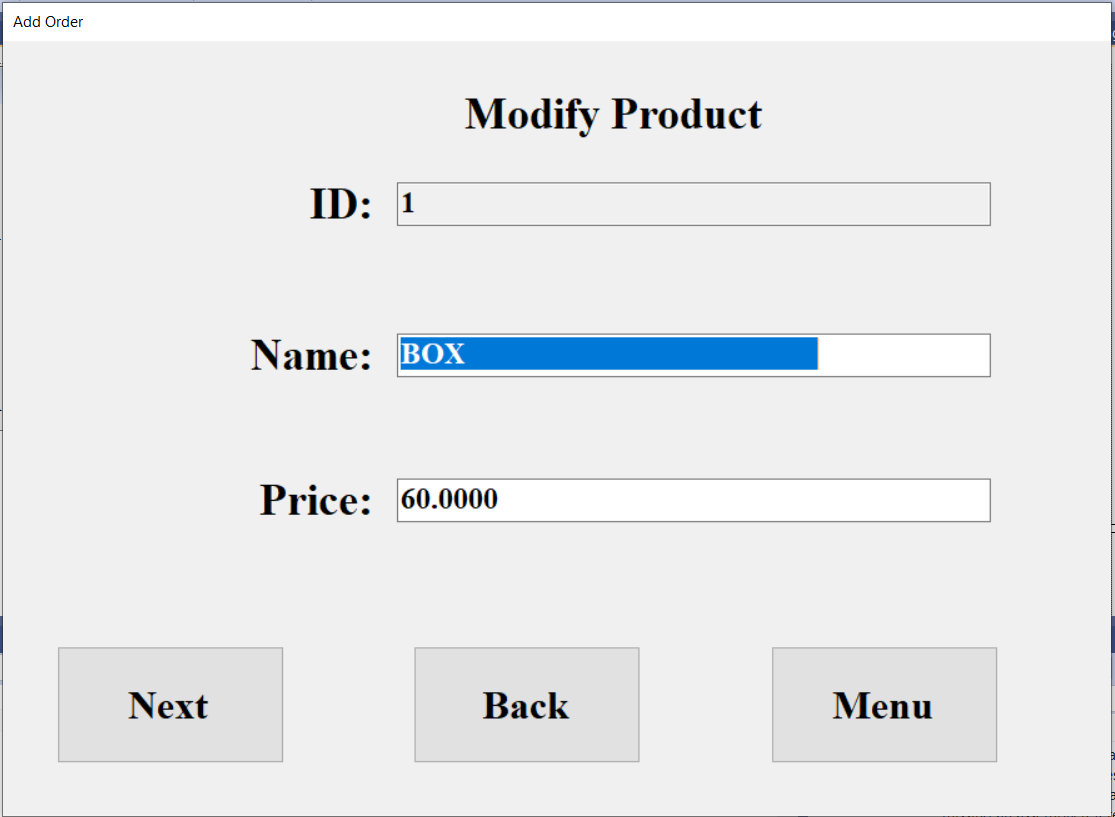 Add Order
Modify Product
ID: 1
Name: BOX
Price: 60.0000
Next Back Menu